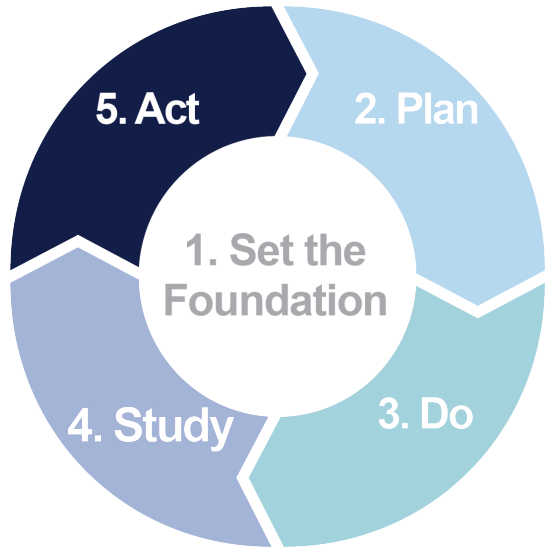 1. Set the
Foundation
2. Plan
3. Do
4. Study
5. Act